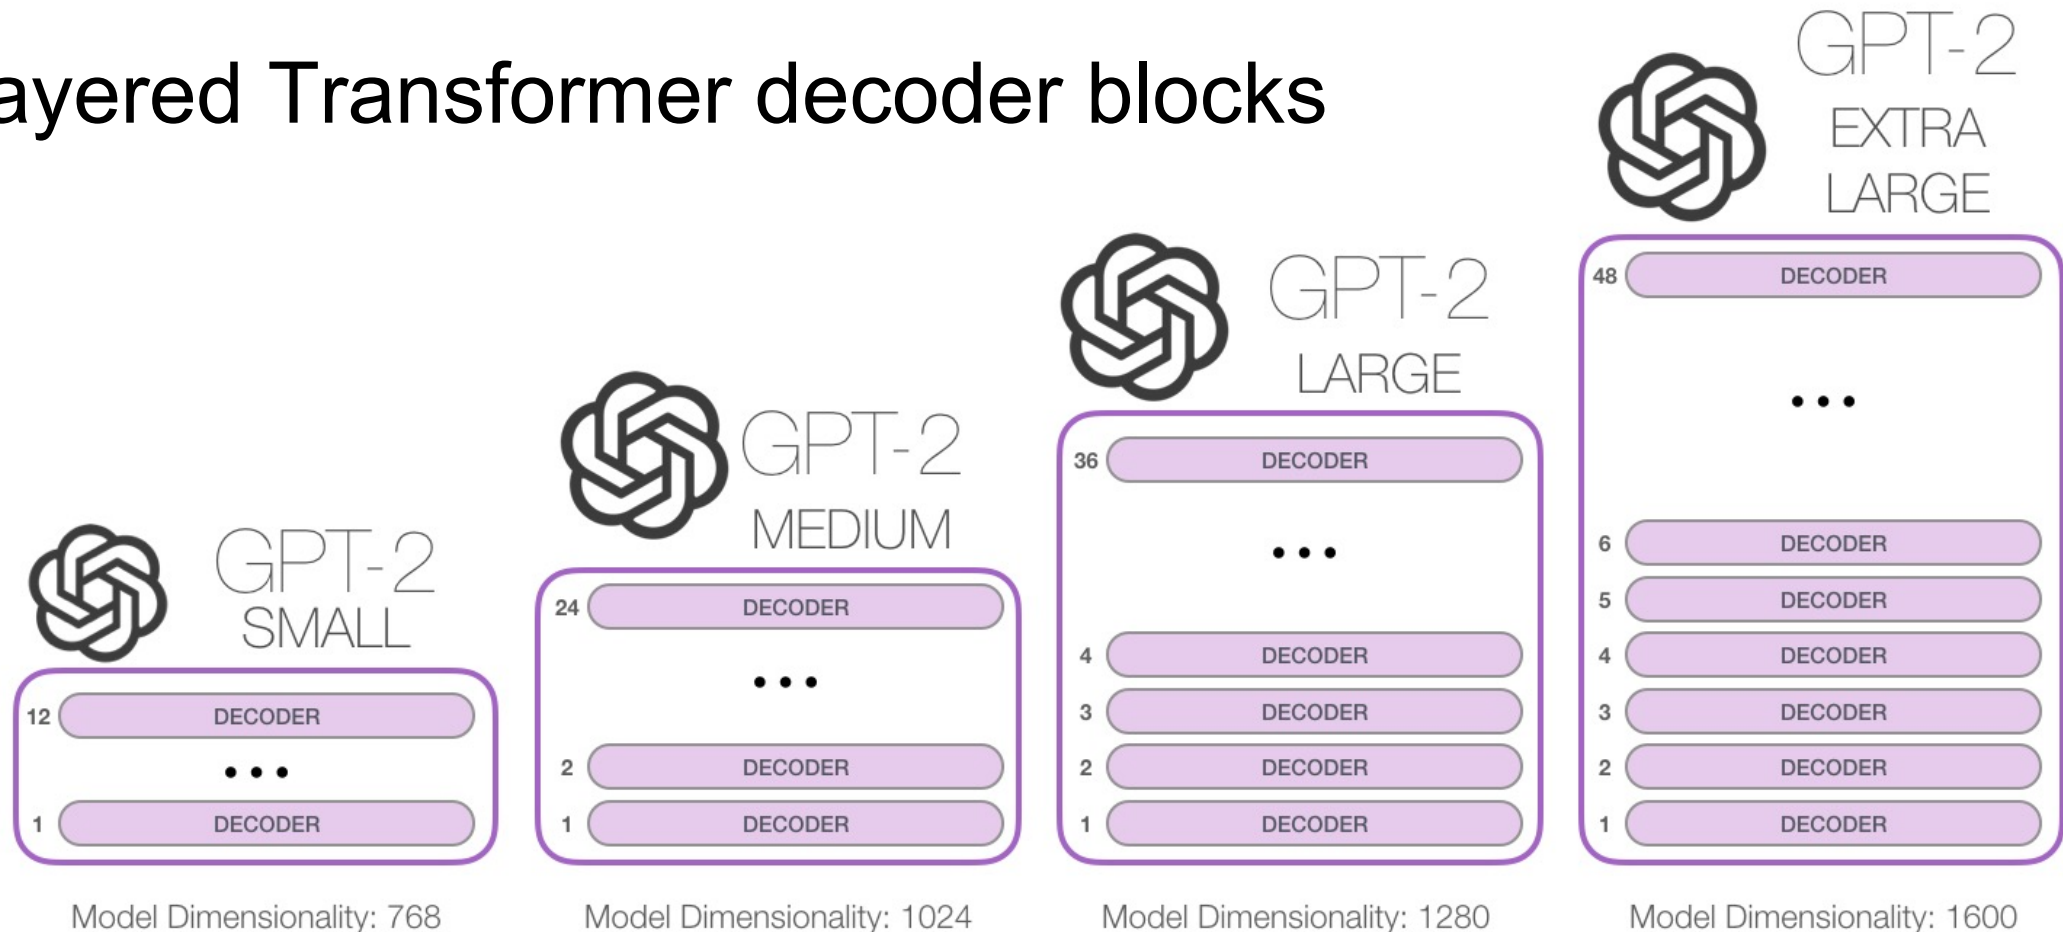 ayered Transformer decoder blocks
GPT-2
SMALL
12 DECODER
•••
1 DECODER
Model Dimensionality: 768
GPT-2
MEDIUM
24 DECODER
•••
2 DECODER
1 DECODER
Model Dimensionality: 1024
GPT-2
LARGE
36 DECODER
•••
4 DECODER
3 DECODER
2 DECODER
1 DECODER
Model Dimensionality: 1280
GPT-2
EXTRA
LARGE
48 DECODER
•••
6 DECODER
5 DECODER
4 DECODER
3 DECODER
2 DECODER
1 DECODER
Model Dimensionality: 1600